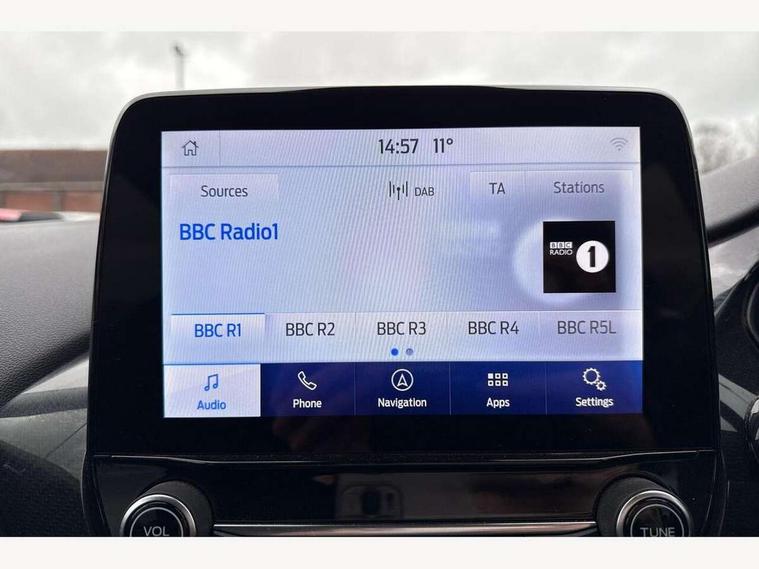 14:57 11°
Sources DAB TA Stations
BBC Radio1
BBC
RADIO 1
BBC R1 BBC R2 BBC R3 BBC R4 BBC R5L
Audio Phone Navigation Apps Settings
VOL TUNE